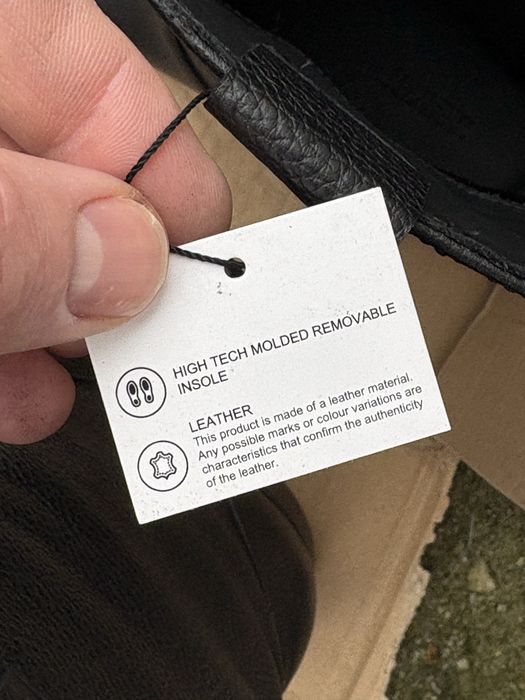 HIGH TECH MOLDED REMOVABLE
INSOLE
LEATHER
This product is made of a leather material.
Any possible marks or colour variations are
characteristics that confirm the authenticity
of the leather.